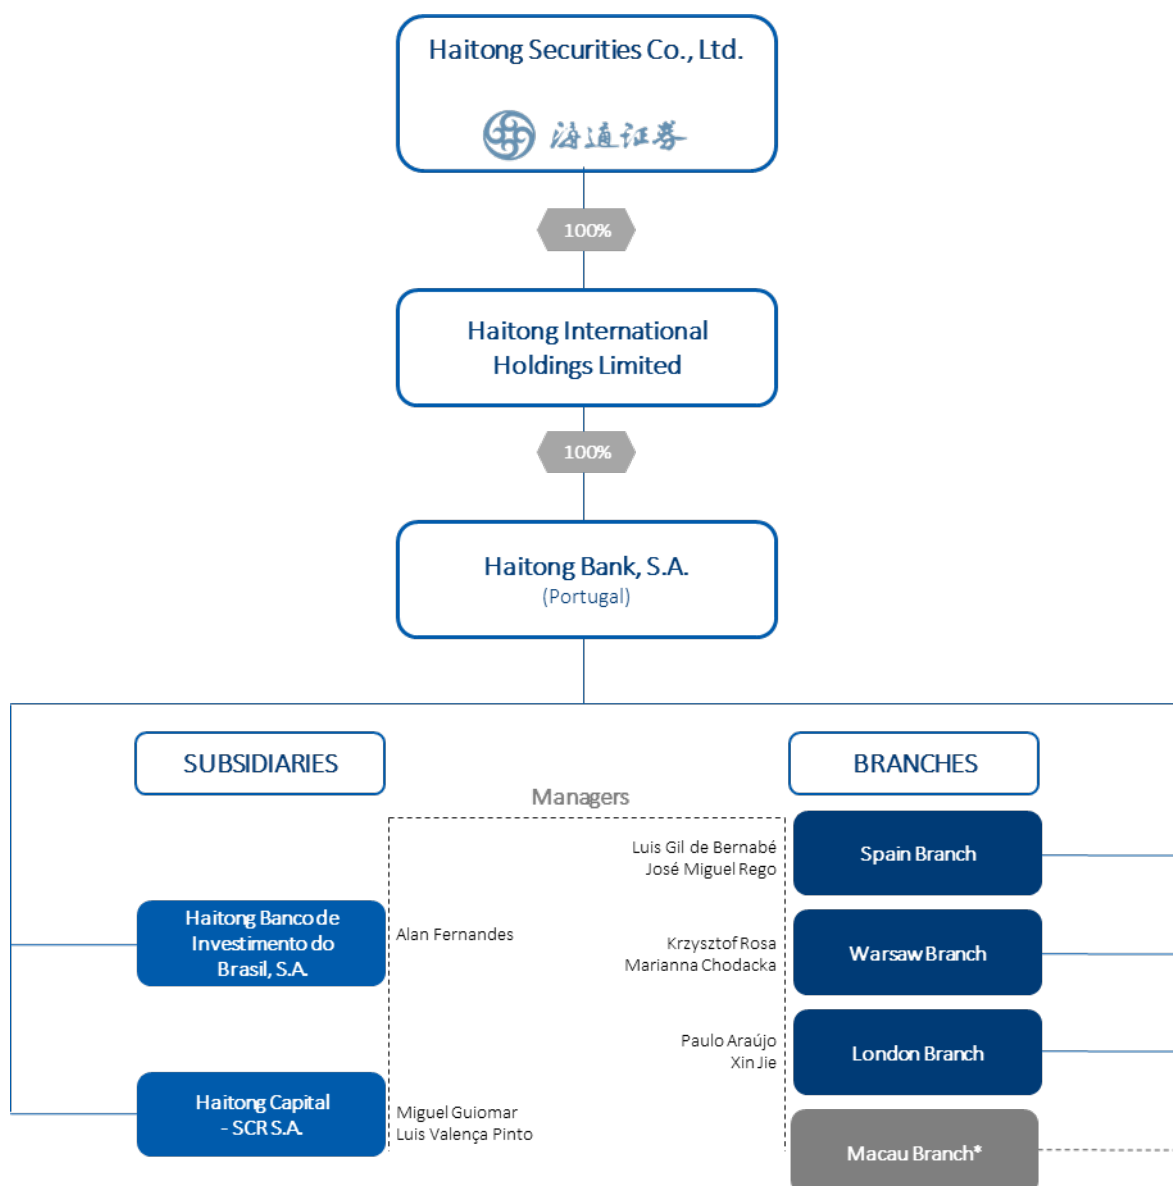 Haitong Securities Co., Ltd.
海通证券
100%
Haitong International
Holdings Limited
100%
Haitong Bank, S.A.
(Portugal)
SUBSIDIARIES
BRANCHES
Managers
Luis Gil de Bernabé
José Miguel Rego
Spain Branch
Haitong Banco de
Investimento do
Brasil, S.A.
Alan Fernandes
Krzysztof Rosa
Marianna Chodacka
Warsaw Branch
Paulo Araújo
Xin Jie
London Branch
Haitong Capital
- SCR S.A.
Miguel Guiomar
Luis Valença Pinto
Macau Branch*